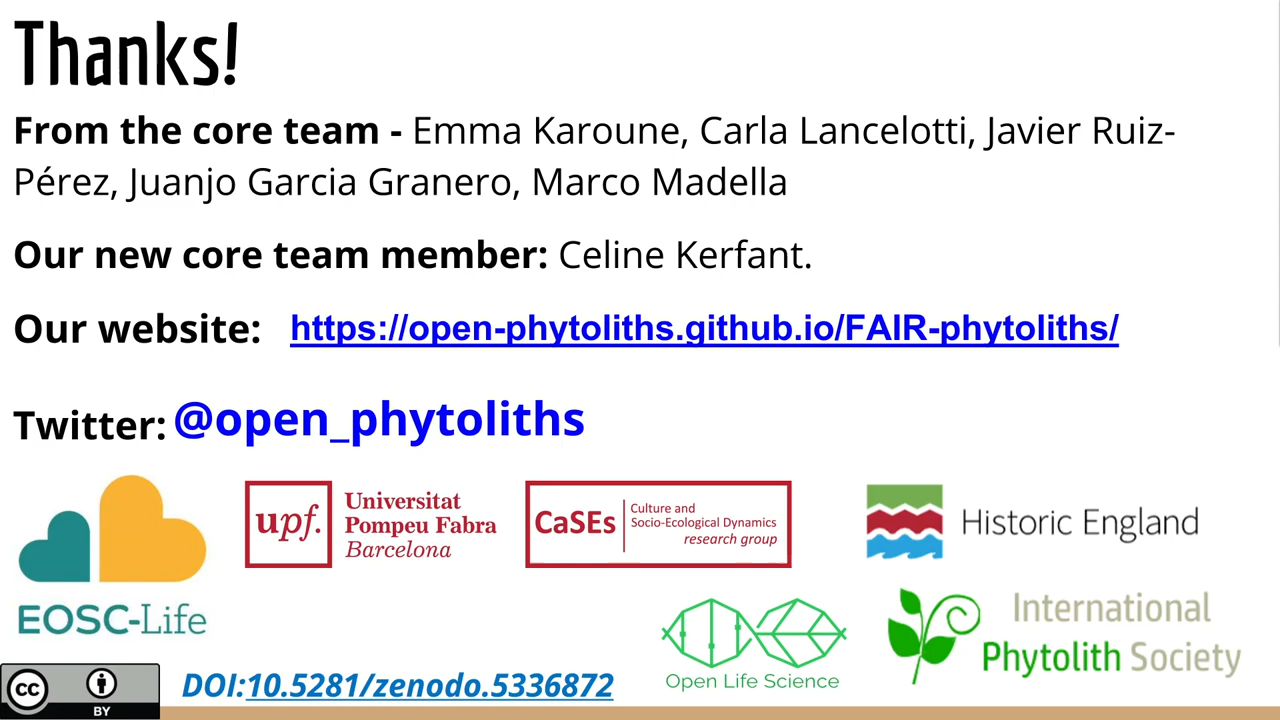 Thanks!
From the core team - Emma Karoune, Carla Lancelotti, Javier Ruiz-
Pérez, Juanjo Garcia Granero, Marco Madella
Our new core team member: Celine Kerfant.
Our website: https://open-phytoliths.github.io/FAIR-phytoliths/
Twitter: @open_phytoliths
EOSC-Life
upf.
Universitat
Pompeu Fabra
Barcelona
CaSEs
Culture and
Socio-Ecological Dynamics
research group
Historic England
Open Life Science
International
Phytolith Society
cc
BY
DOI:10.5281/zenodo.5336872